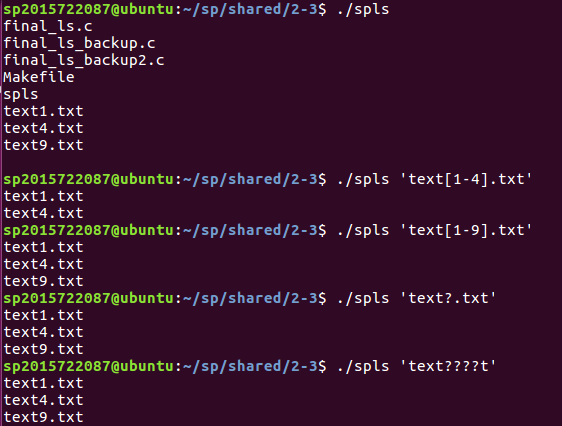 sp2015722087@ubuntu:~/sp/shared/2-3$ ./spls
final_ls.c
final_ls_backup.c
final_ls_backup2.c
Makefile
spls
text1.txt
text4.txt
text9.txt
sp2015722087@ubuntu:~/sp/shared/2-3$ ./spls 'text[1-4].txt'
text1.txt
text4.txt
sp2015722087@ubuntu:~/sp/shared/2-3$ ./spls 'text[1-9].txt'
text1.txt
text4.txt
text9.txt
sp2015722087@ubuntu:~/sp/shared/2-3$ ./spls 'text?.txt'
text1.txt
text4.txt
text9.txt
sp2015722087@ubuntu:~/sp/shared/2-3$ ./spls 'text????t'
text1.txt
text4.txt
text9.txt